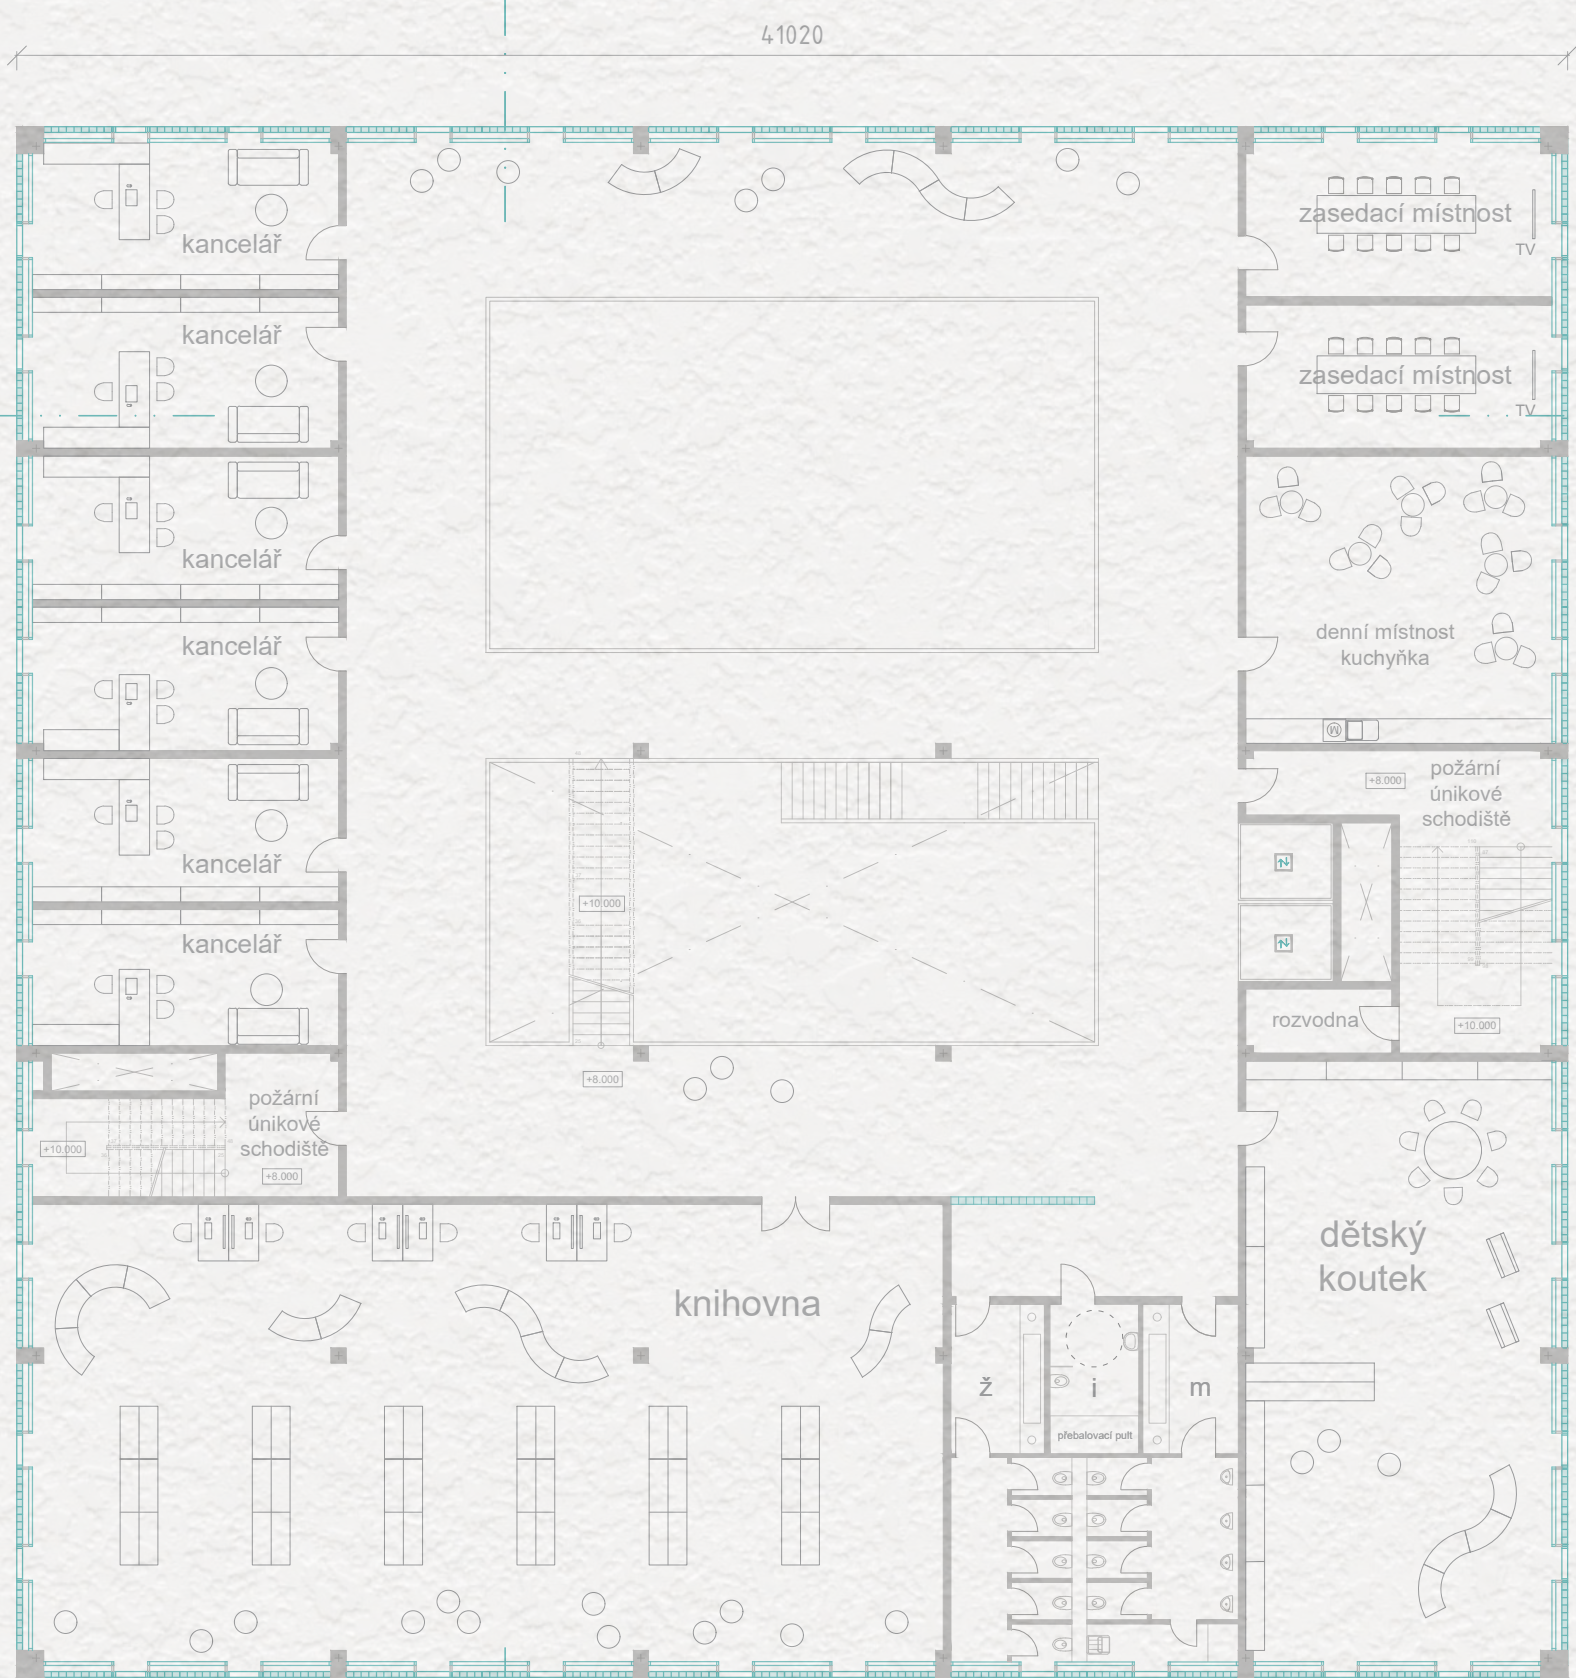 41020
kancelář
zasedací místnost
TV
kancelář
zasedací místnost
TV
kancelář
denní místnost
kuchyňka
kancelář
M
požární
únikové
schodiště
+8.000
kancelář
+10.000
kancelář
rozvodna
+10.000
+8.000
požární
únikové
schodiště
+10.000
+8.000
dětský
koutek
knihovna
ž
i
m
přebalovací pult